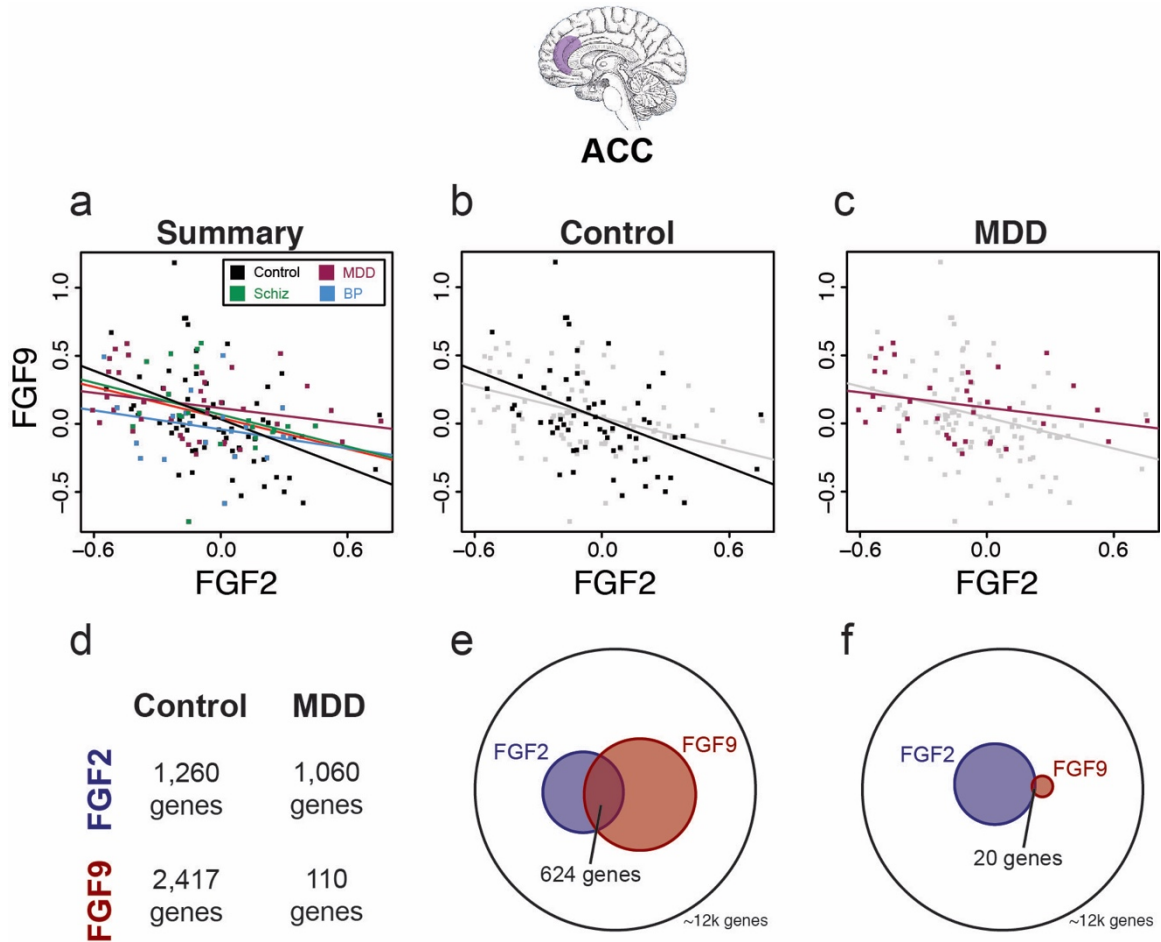 ACC
a
Summary
b
Control
c
MDD
Control
MDD
Schiz
BP
FGF9
1.0
0.5
0.0
−0.5
−0.6
0.0
0.6
FGF2
1.0
0.5
0.0
−0.5
−0.6
0.0
0.6
FGF2
1.0
0.5
0.0
−0.5
−0.6
0.0
0.6
FGF2
d
Control
MDD
FGF2
1,260
genes
1,060
genes
FGF9
2,417
genes
110
genes
e
FGF2
FGF9
624 genes
~12k genes
f
FGF2
FGF9
20 genes
~12k genes